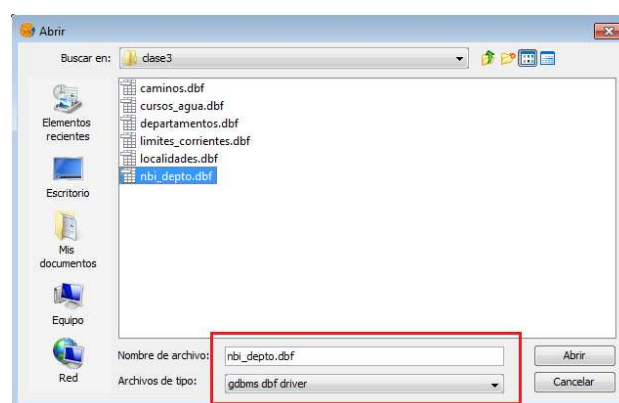 Abrir
Buscar en: clase3
caminos.dbf
cursos_agua.dbf
departamentos.dbf
limites_corrientes.dbf
localidades.dbf
nbi_depto.dbf
Elementos
recientes
Escritorio
Mis
documentos
Equipo
Red
Nombre de archivo: nbi_depto.dbf Abrir
Archivos de tipo: gdbms dbf driver Cancelar